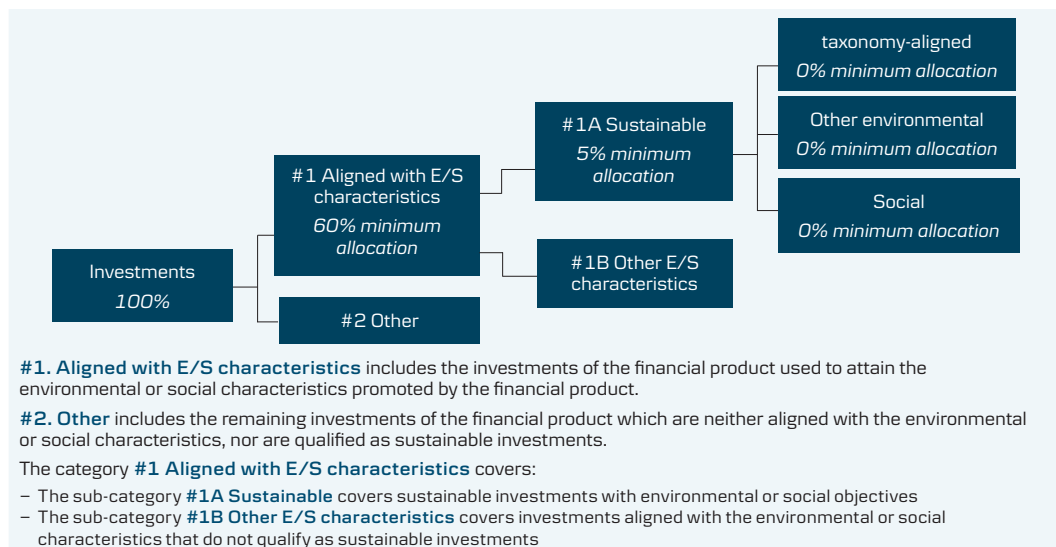 Investments
100%
#1 Aligned with E/S
characteristics
60% minimum
allocation
#2 Other
#1A Sustainable
5% minimum
allocation
#1B Other E/S
characteristics
taxonomy-aligned
0% minimum allocation
Other environmental
0% minimum allocation
Social
0% minimum allocation
#1. Aligned with E/S characteristics includes the investments of the financial product used to attain the
environmental or social characteristics promoted by the financial product.
#2. Other includes the remaining investments of the financial product which are neither aligned with the environmental
or social characteristics, nor are qualified as sustainable investments.
The category #1 Aligned with E/S characteristics covers:
– The sub-category #1A Sustainable covers sustainable investments with environmental or social objectives
– The sub-category #1B Other E/S characteristics covers investments aligned with the environmental or social
characteristics that do not qualify as sustainable investments